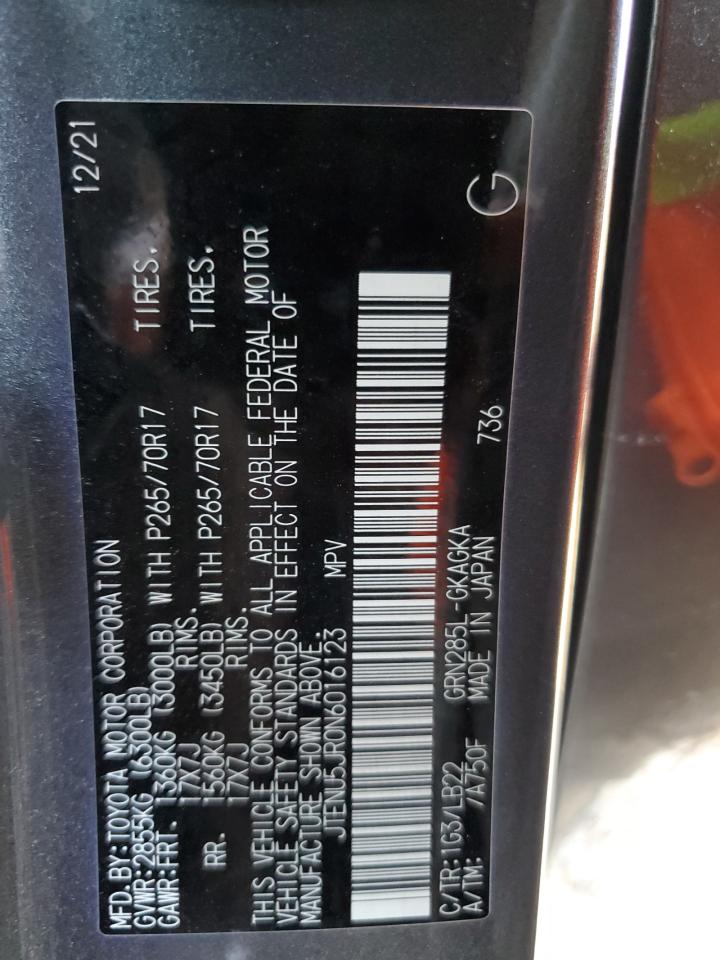 MFD.BY:TOYOTA MOTOR CORPORATION 12/21
GVWR:2855KG (6300LB)
GAWR:FRT. 1360KG (3000LB) WITH P265/70R17 TIRES.
17X7J RIMS.
RR. 1560KG (3450LB) WITH P265/70R17 TIRES.
17X7J RIMS.
THIS VEHICLE CONFORMS TO ALL APPLICABLE FEDERAL MOTOR
VEHICLE SAFETY STANDARDS IN EFFECT ON THE DATE OF
MANUFACTURE SHOWN ABOVE.
JTENU5JR0N6016123 MPV
C/TR:1G3/LB22 GRN285L-GKAGKA 736 G
A/TM: /A750F MADE IN JAPAN